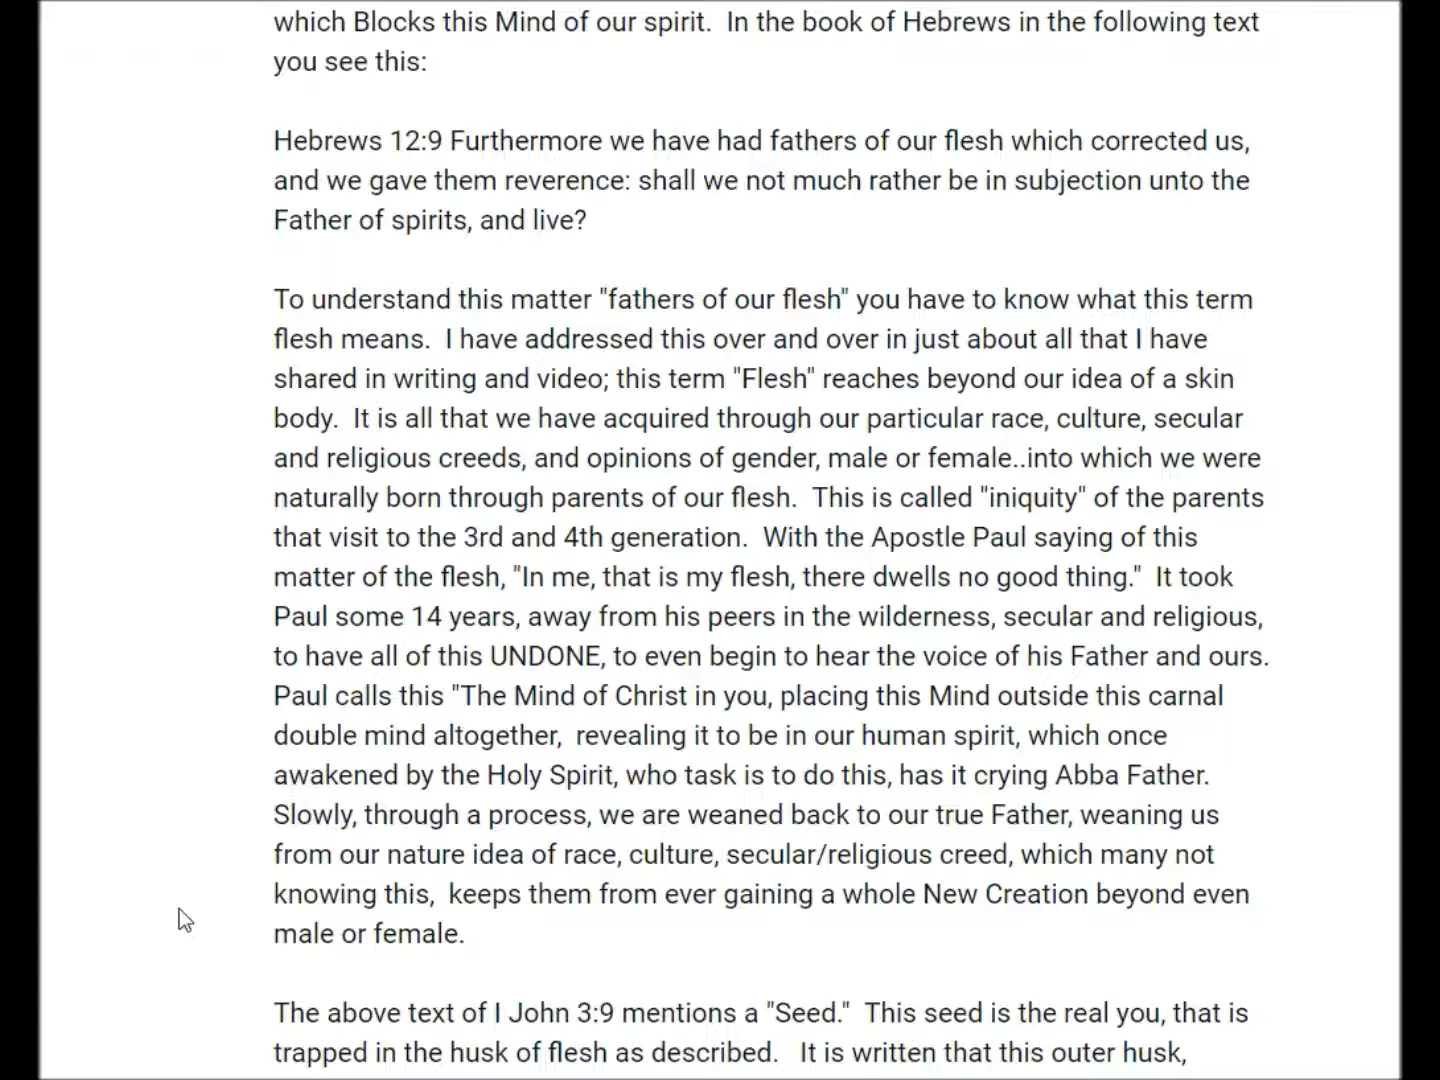 which Blocks this Mind of our spirit.  In the book of Hebrews in the following text
you see this:
Hebrews 12:9 Furthermore we have had fathers of our flesh which corrected us,
and we gave them reverence: shall we not much rather be in subjection unto the
Father of spirits, and live?
To understand this matter "fathers of our flesh" you have to know what this term
flesh means.  I have addressed this over and over in just about all that I have
shared in writing and video; this term "Flesh" reaches beyond our idea of a skin
body.  It is all that we have acquired through our particular race, culture, secular
and religious creeds, and opinions of gender, male or female..into which we were
naturally born through parents of our flesh.  This is called "iniquity" of the parents
that visit to the 3rd and 4th generation.  With the Apostle Paul saying of this
matter of the flesh, "In me, that is my flesh, there dwells no good thing."  It took
Paul some 14 years, away from his peers in the wilderness, secular and religious,
to have all of this UNDONE, to even begin to hear the voice of his Father and ours.
Paul calls this "The Mind of Christ in you, placing this Mind outside this carnal
double mind altogether,  revealing it to be in our human spirit, which once
awakened by the Holy Spirit, who task is to do this, has it crying Abba Father.
Slowly, through a process, we are weaned back to our true Father, weaning us
from our nature idea of race, culture, secular/religious creed, which many not
knowing this,  keeps them from ever gaining a whole New Creation beyond even
male or female.
The above text of I John 3:9 mentions a "Seed."  This seed is the real you, that is
trapped in the husk of flesh as described.   It is written that this outer husk,